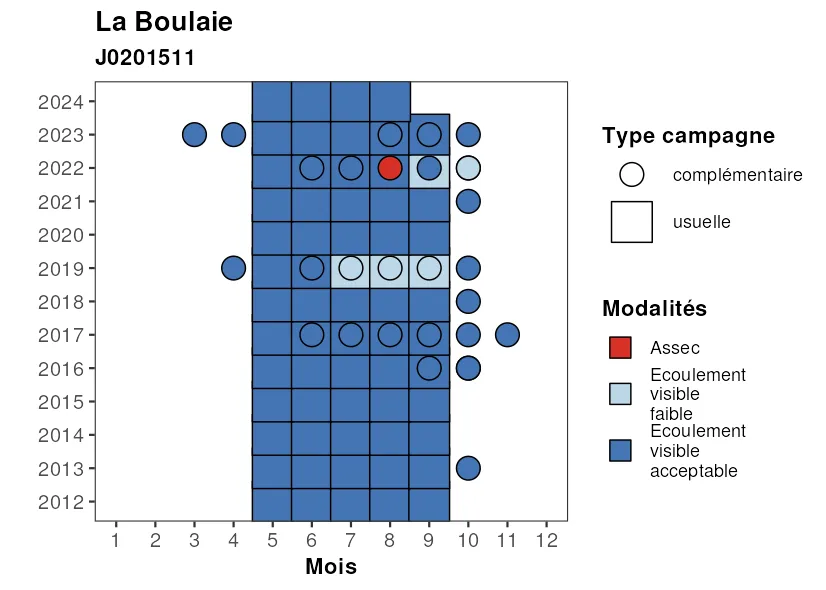 La Boulaie
J0201511
2024
2023
2022
2021
2020
2019
2018
2017
2016
2015
2014
2013
2012
1 2 3 4 5 6 7 8 9 10 11 12
Mois
Type campagne
complémentaire
usuelle
Modalités
Assec
Ecoulement
visible
faible
Ecoulement
visible
acceptable